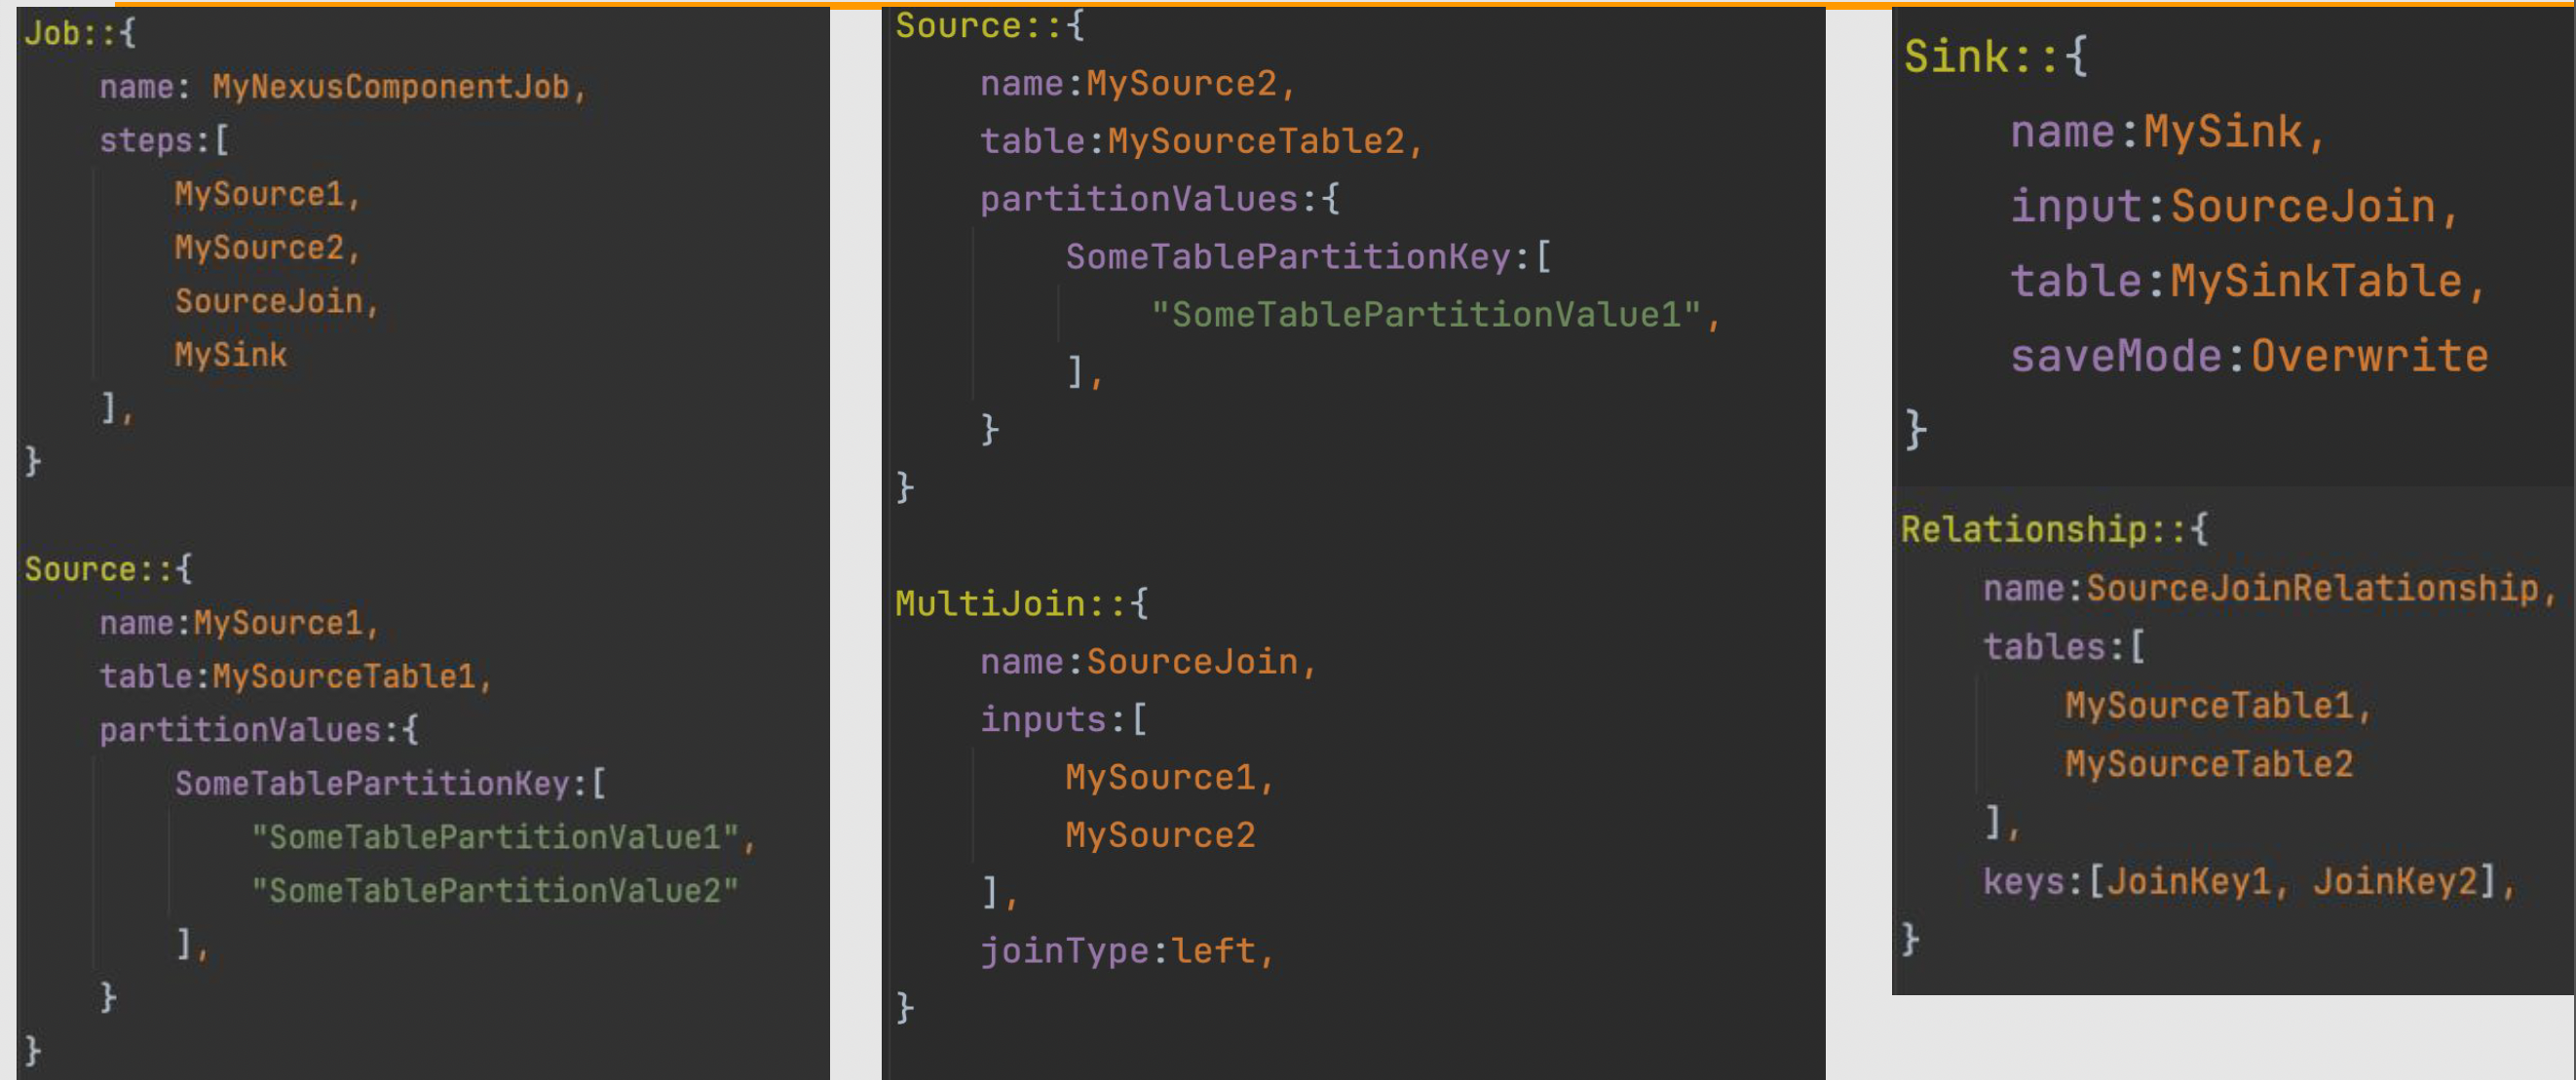 Job::{
name: MyNexusComponentJob,
steps:[
MySource1,
MySource2,
SourceJoin,
MySink
],
}
Source::{
name:MySource1,
table:MySourceTable1,
partitionValues:{
SomeTablePartitionKey:[
"SomeTablePartitionValue1",
"SomeTablePartitionValue2"
],
}
}
Source::{
name:MySource2,
table:MySourceTable2,
partitionValues:{
SomeTablePartitionKey:[
"SomeTablePartitionValue1",
],
}
}
MultiJoin::{
name:SourceJoin,
inputs:[
MySource1,
MySource2
],
joinType:left,
}
Sink::{
name:MySink,
input:SourceJoin,
table:MySinkTable,
saveMode:Overwrite
}
Relationship::{
name:SourceJoinRelationship,
tables:[
MySourceTable1,
MySourceTable2
],
keys:[JoinKey1, JoinKey2],
}